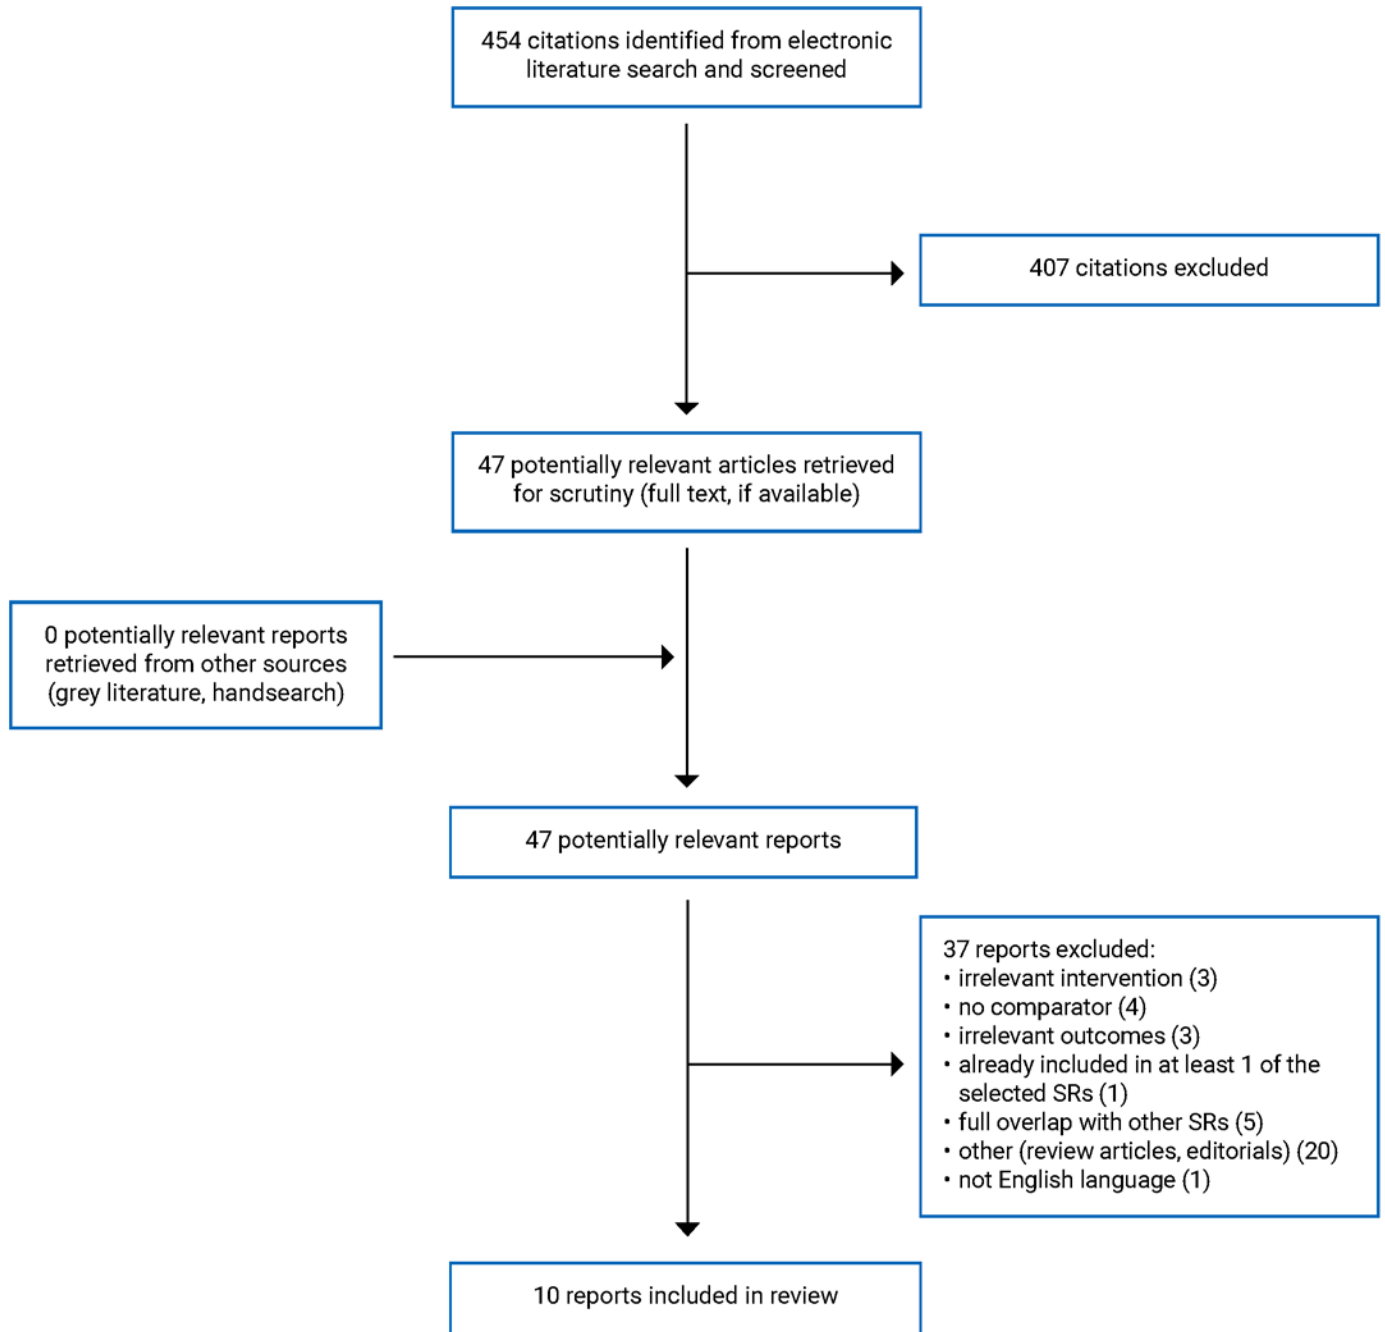 454 citations identified from electronic
literature search and screened
407 citations excluded
47 potentially relevant articles retrieved
for scrutiny (full text, if available)
0 potentially relevant reports
retrieved from other sources
(grey literature, handsearch)
47 potentially relevant reports
37 reports excluded:
• irrelevant intervention (3)
• no comparator (4)
• irrelevant outcomes (3)
• already included in at least 1 of the
selected SRs (1)
• full overlap with other SRs (5)
• other (review articles, editorials) (20)
• not English language (1)
10 reports included in review